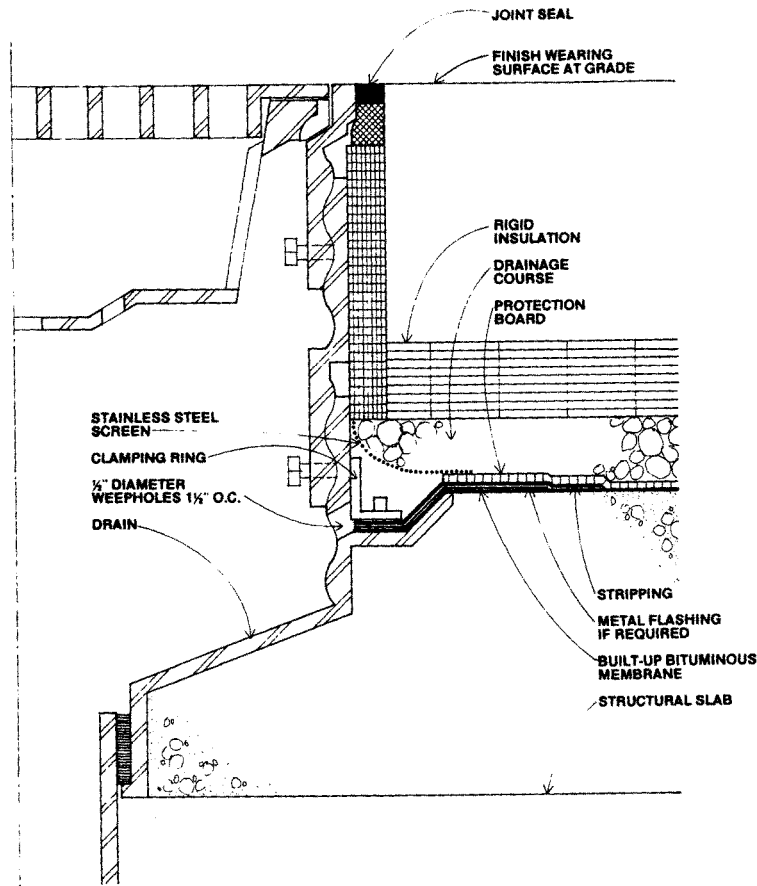 JOINT SEAL
FINISH WEARING
SURFACE AT GRADE
RIGID
INSULATION
DRAINAGE
COURSE
PROTECTION
BOARD
STAINLESS STEEL
SCREEN
CLAMPING RING
½" DIAMETER
WEEPHOLES 1½" O.C.
DRAIN
STRIPPING
METAL FLASHING
IF REQUIRED
BUILT-UP BITUMINOUS
MEMBRANE
STRUCTURAL SLAB